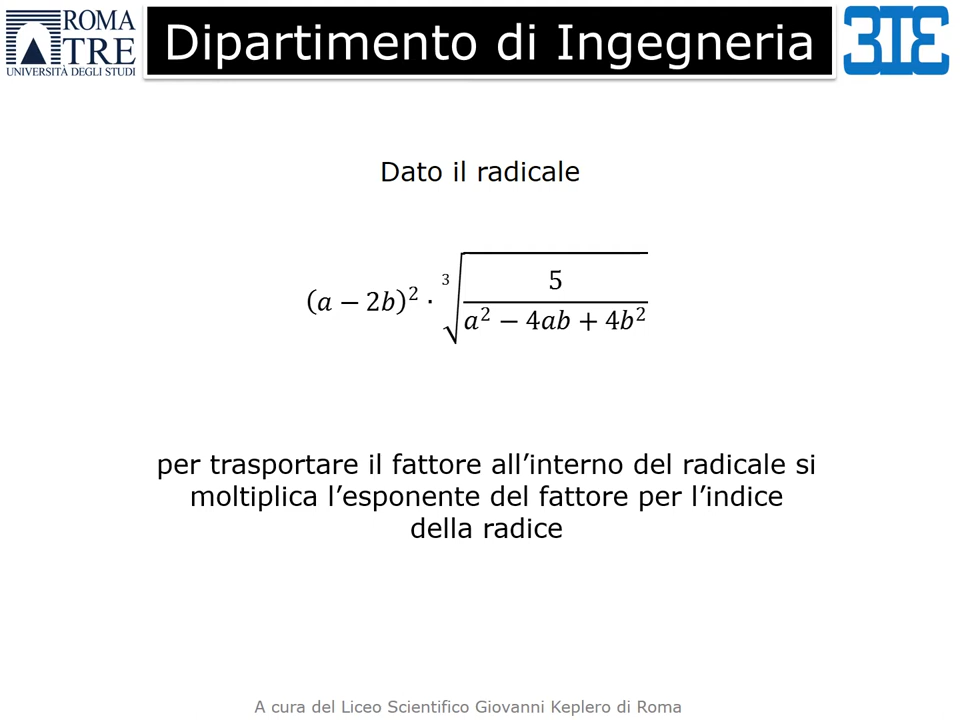 ROMA
TRE
UNIVERSITÀ DEGLI STUDI
Dipartimento di Ingegneria
3IE
Dato il radicale
(a − 2b)² · ∛(5 / (a² − 4ab + 4b²))
per trasportare il fattore all’interno del radicale si
moltiplica l’esponente del fattore per l’indice
della radice
A cura del Liceo Scientifico Giovanni Keplero di Roma